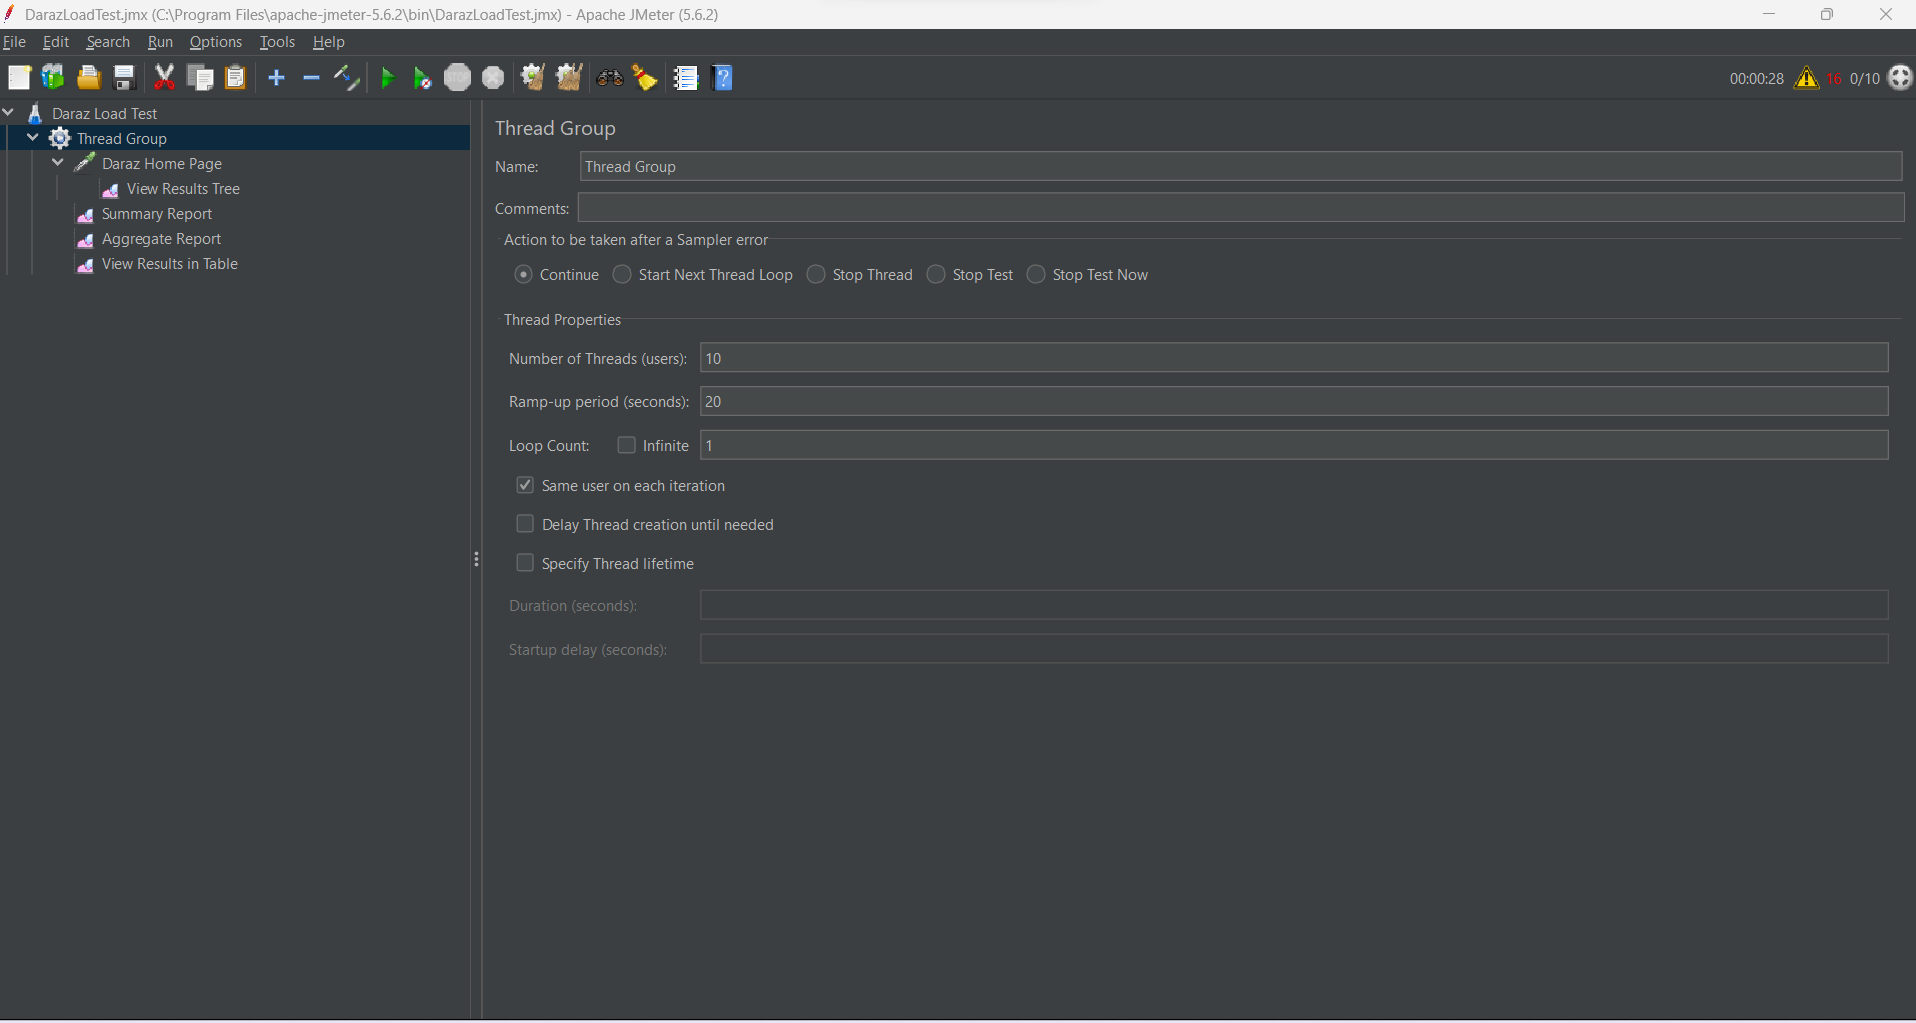 DarazLoadTest.jmx (C:\Program Files\apache-jmeter-5.6.2\bin\DarazLoadTest.jmx) - Apache JMeter (5.6.2)
File Edit Search Run Options Tools Help
STOP
?
00:00:28 16 0/10
Daraz Load Test
Thread Group
Daraz Home Page
View Results Tree
Summary Report
Aggregate Report
View Results in Table
Thread Group
Name: Thread Group
Comments:
Action to be taken after a Sampler error
Continue Start Next Thread Loop Stop Thread Stop Test Stop Test Now
Thread Properties
Number of Threads (users): 10
Ramp-up period (seconds): 20
Loop Count: Infinite 1
Same user on each iteration
Delay Thread creation until needed
Specify Thread lifetime
Duration (seconds):
Startup delay (seconds):